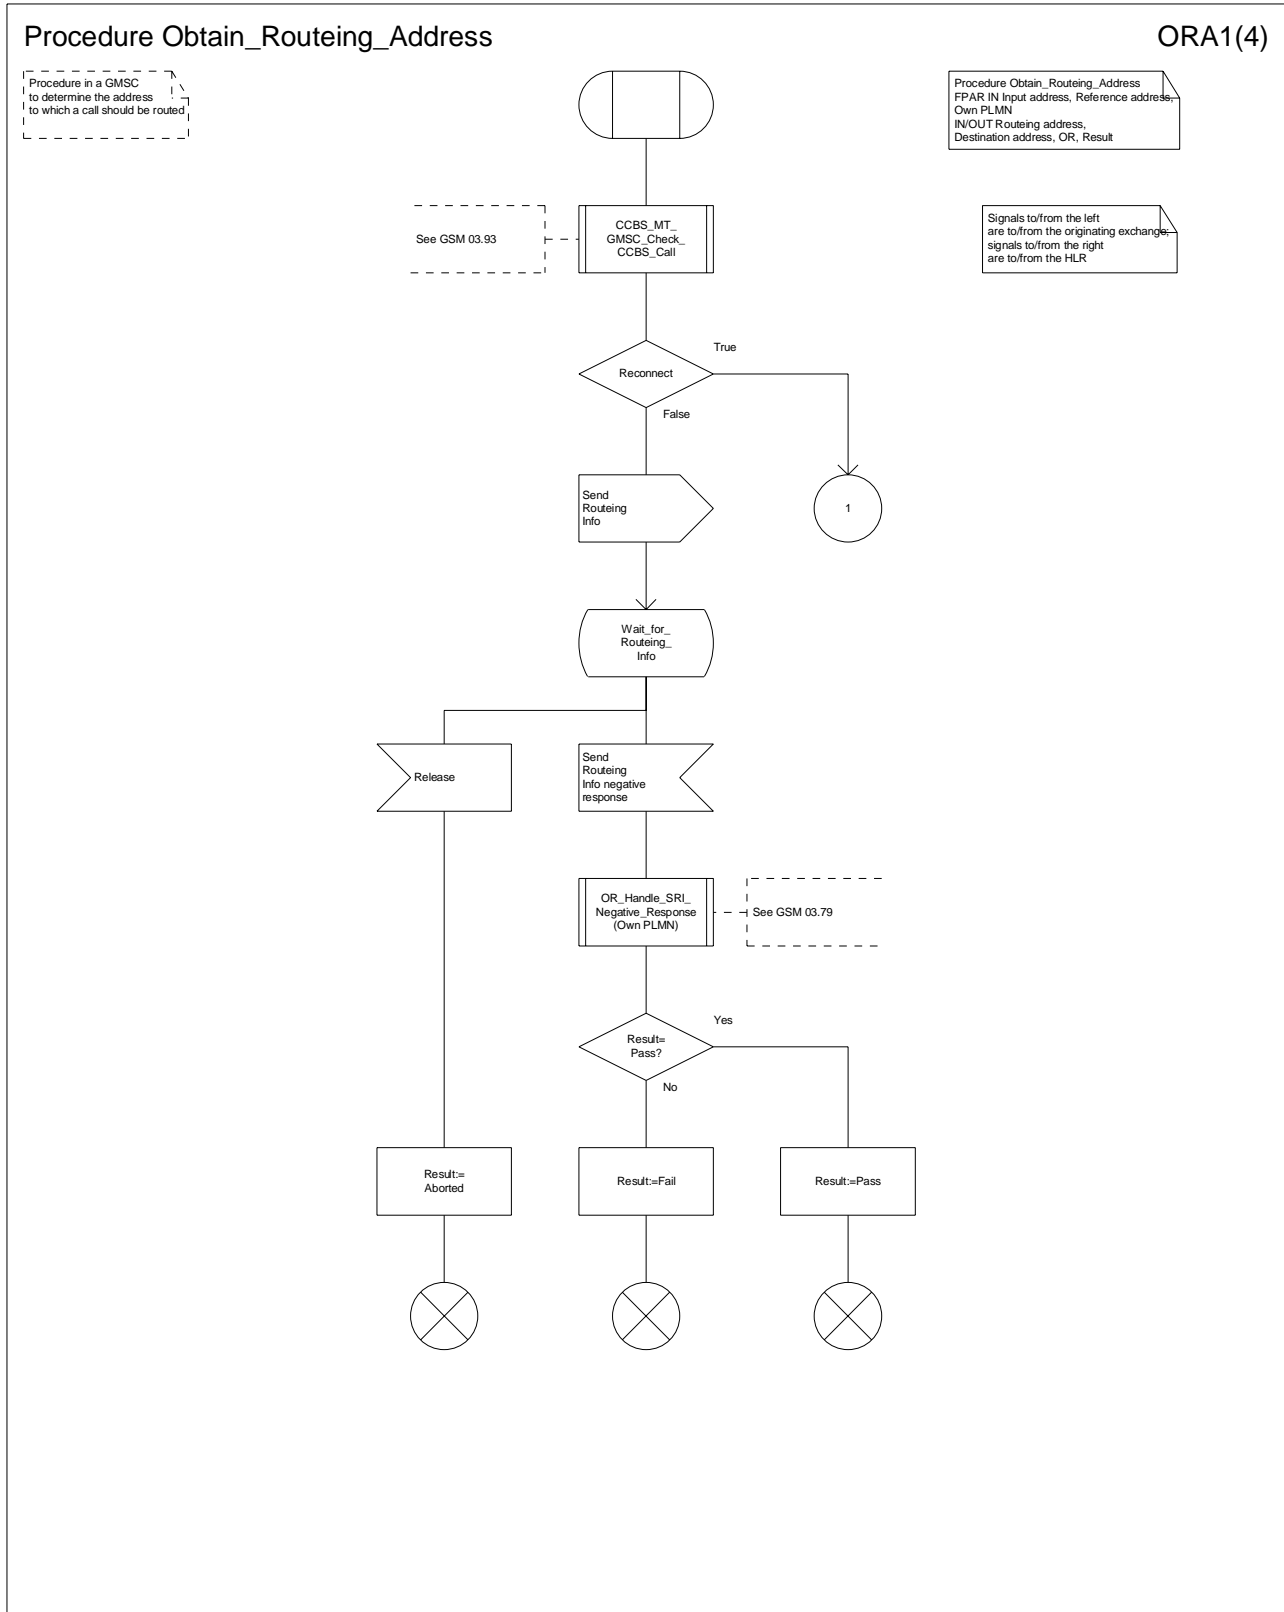 Procedure Obtain_Routeing_Address
ORA1(4)
Procedure in a GMSC
to determine the address
to which a call should be routed
Procedure Obtain_Routeing_Address
FPAR IN Input address, Reference address,
Own PLMN
IN/OUT Routeing address,
Destination address, OR, Result
See GSM 03.93
CCBS_MT_
GMSC_Check_
CCBS_Call
Signals to/from the left
are to/from the originating exchange;
signals to/from the right
are to/from the HLR
True
Reconnect
False
Send
Routeing
Info
1
Wait_for_
Routeing_
Info
Release
Send
Routeing
Info negative
response
OR_Handle_SRI_
Negative_Response
(Own PLMN)
See GSM 03.79
Yes
Result=
Pass?
No
Result:=
Aborted
Result:=Fail
Result:=Pass